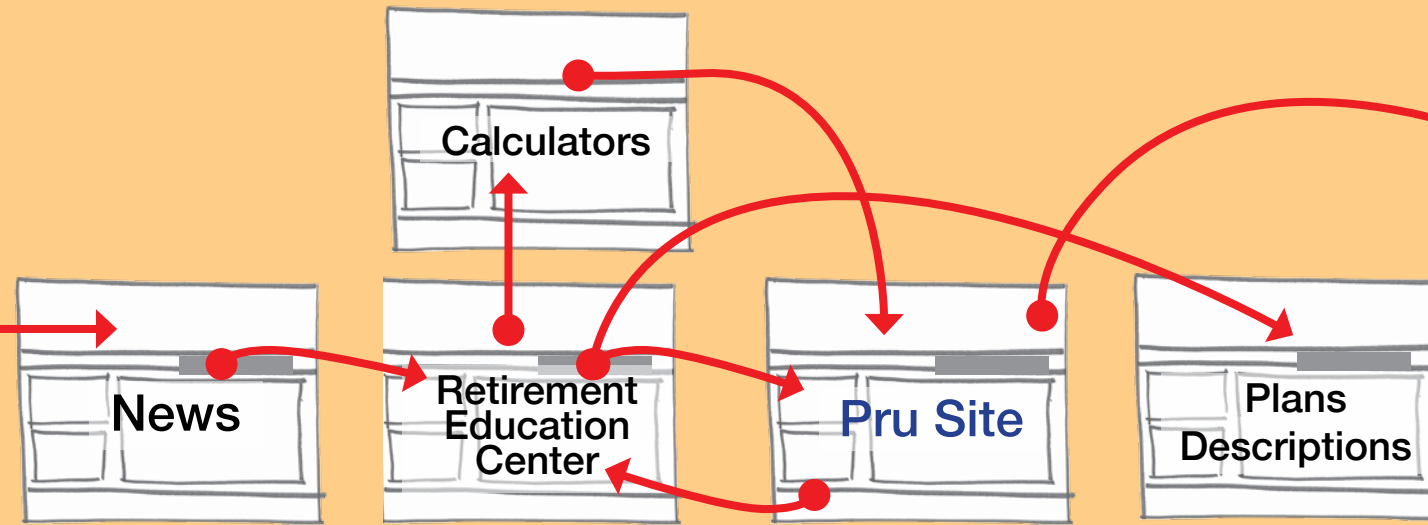 Calculators
News
Retirement
Education
Center
Pru Site
Plans
Descriptions